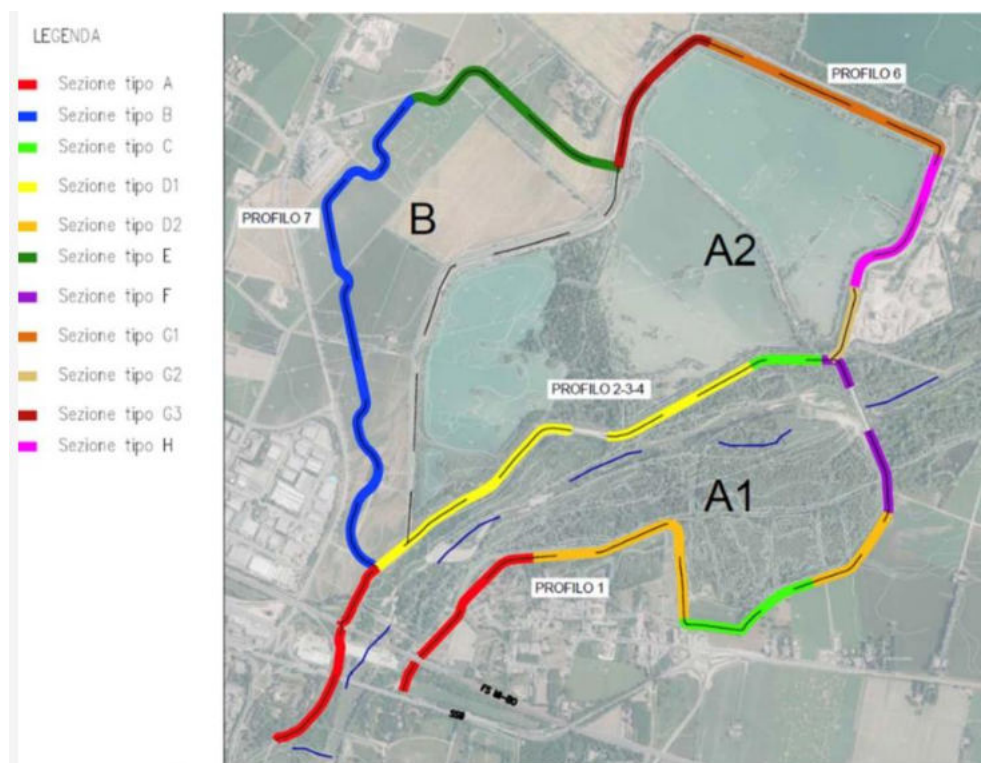 LEGENDA
Sezione tipo A
Sezione tipo B
Sezione tipo C
Sezione tipo D1
Sezione tipo D2
Sezione tipo E
Sezione tipo F
Sezione tipo G1
Sezione tipo G2
Sezione tipo G3
Sezione tipo H
PROFILO 6
PROFILO 7
B
A2
PROFILO 2-3-4
A1
PROFILO 1